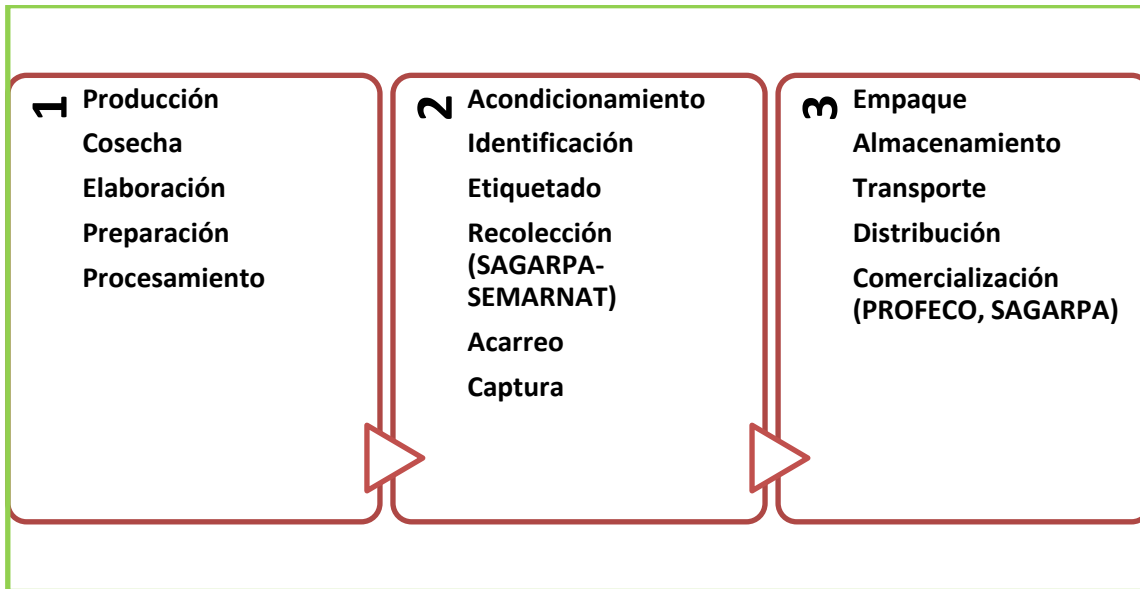 1
Producción
Cosecha
Elaboración
Preparación
Procesamiento
2
Acondicionamiento
Identificación
Etiquetado
Recolección
(SAGARPA-
SEMARNAT)
Acarreo
Captura
3
Empaque
Almacenamiento
Transporte
Distribución
Comercialización
(PROFECO, SAGARPA)